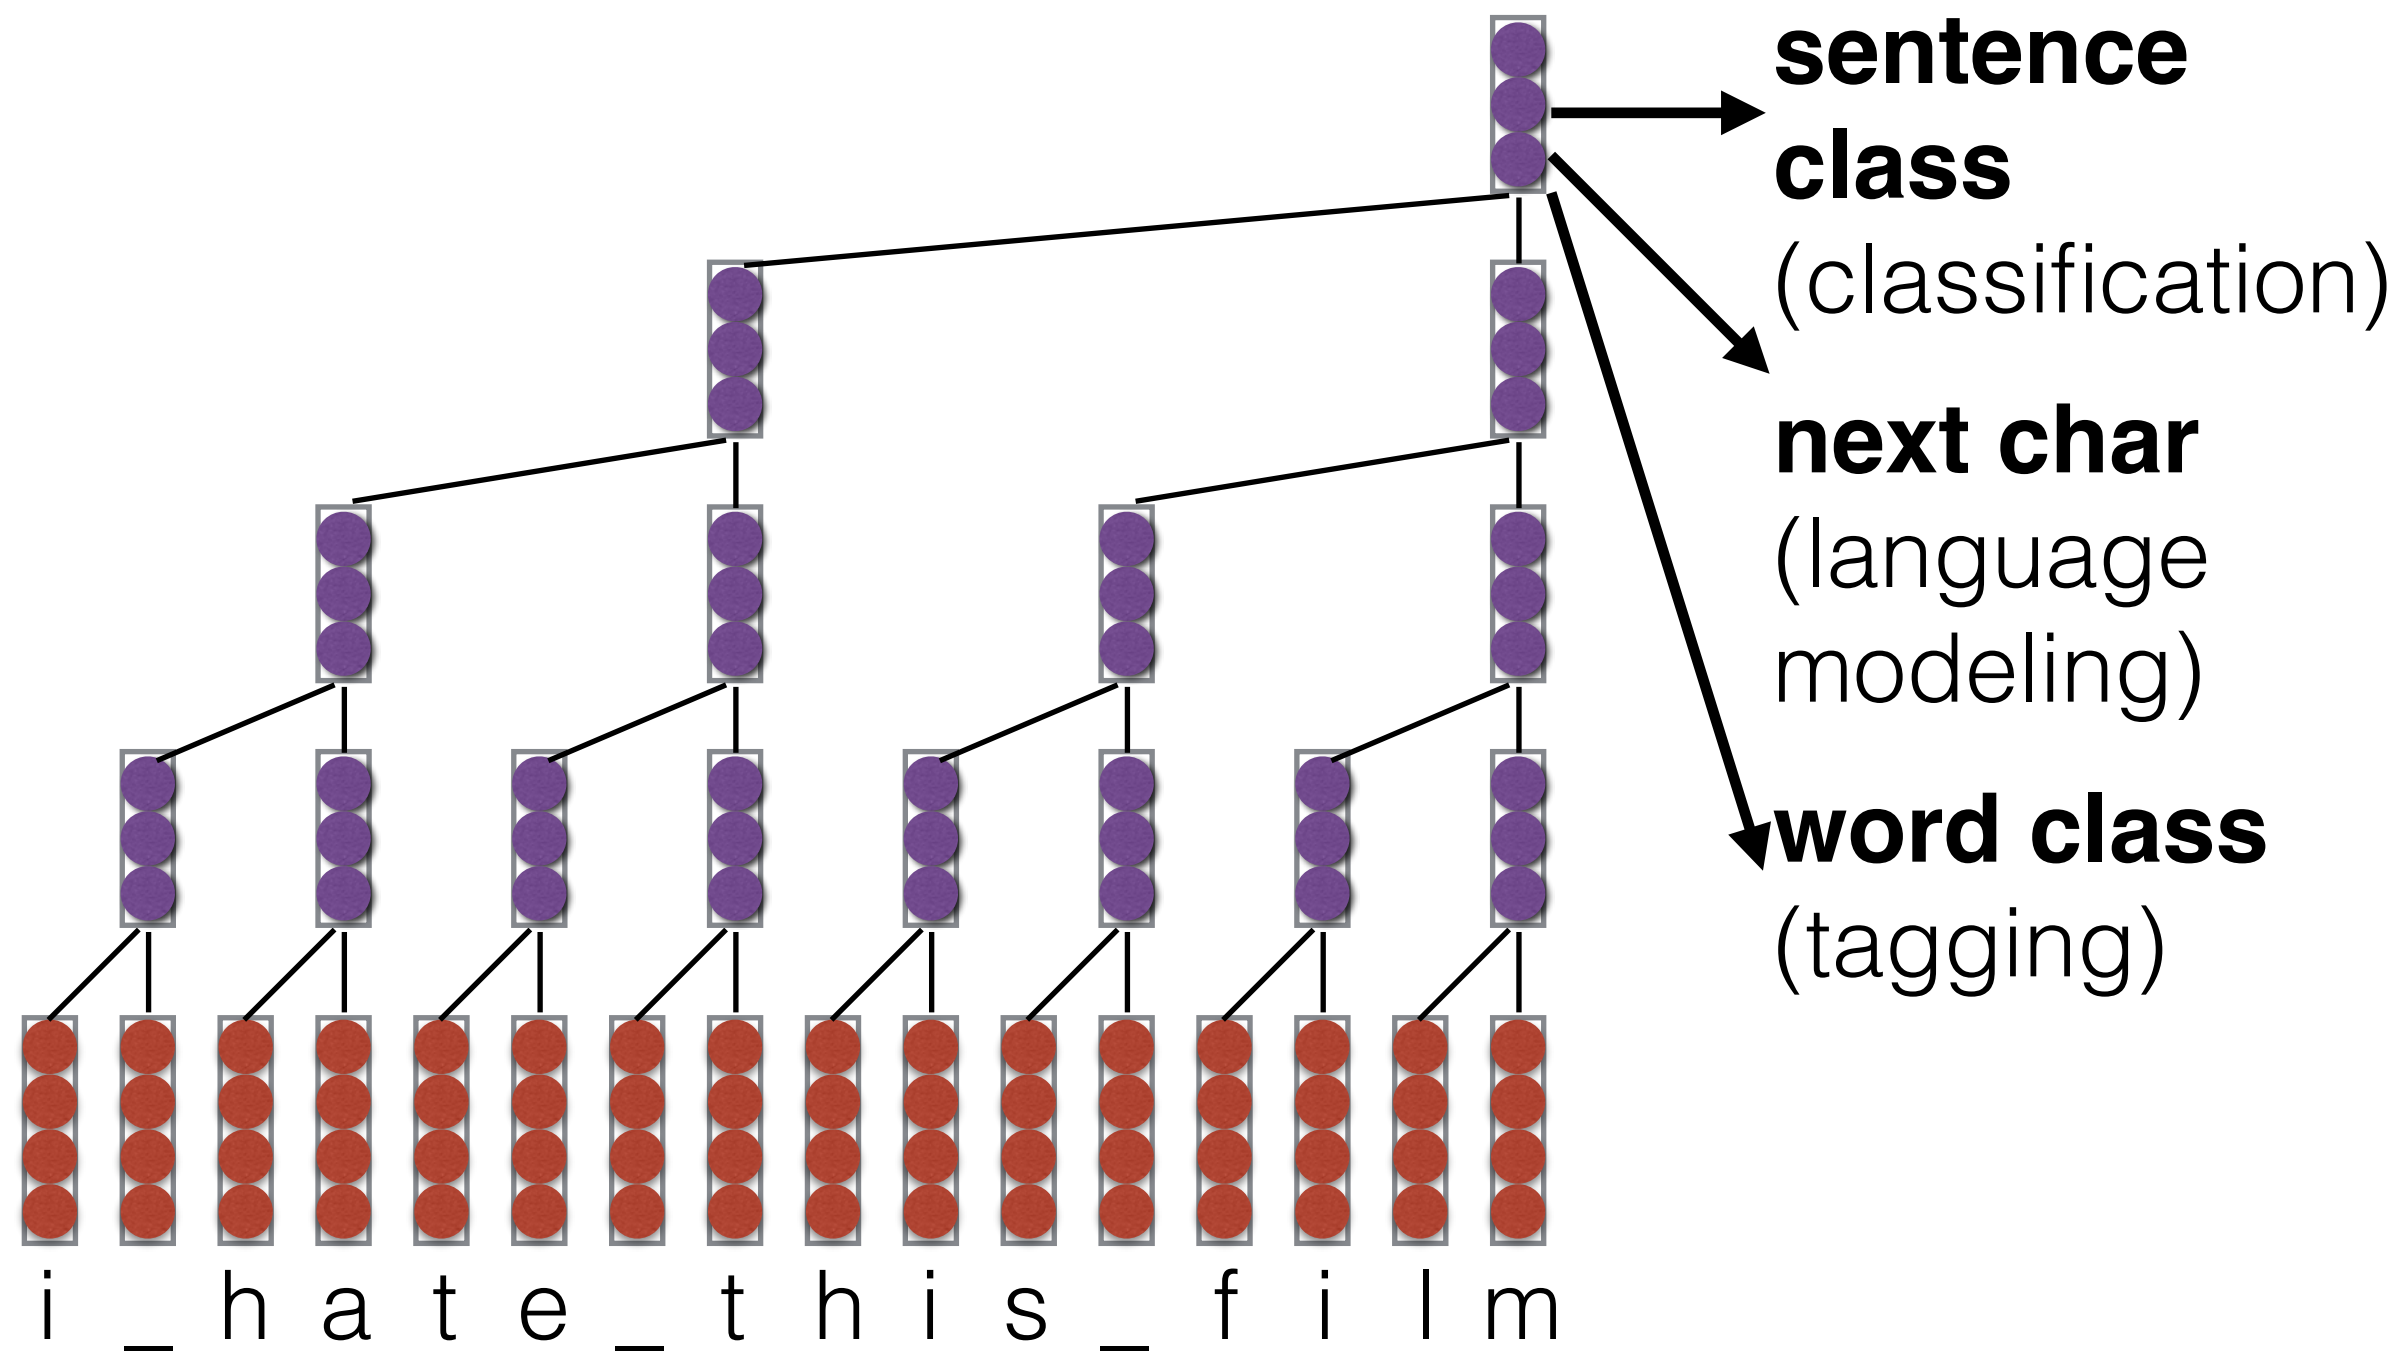 sentence
class
(classification)
next char
(language
modeling)
word class
(tagging)
i _ h a t e _ t h i s _ f i l m